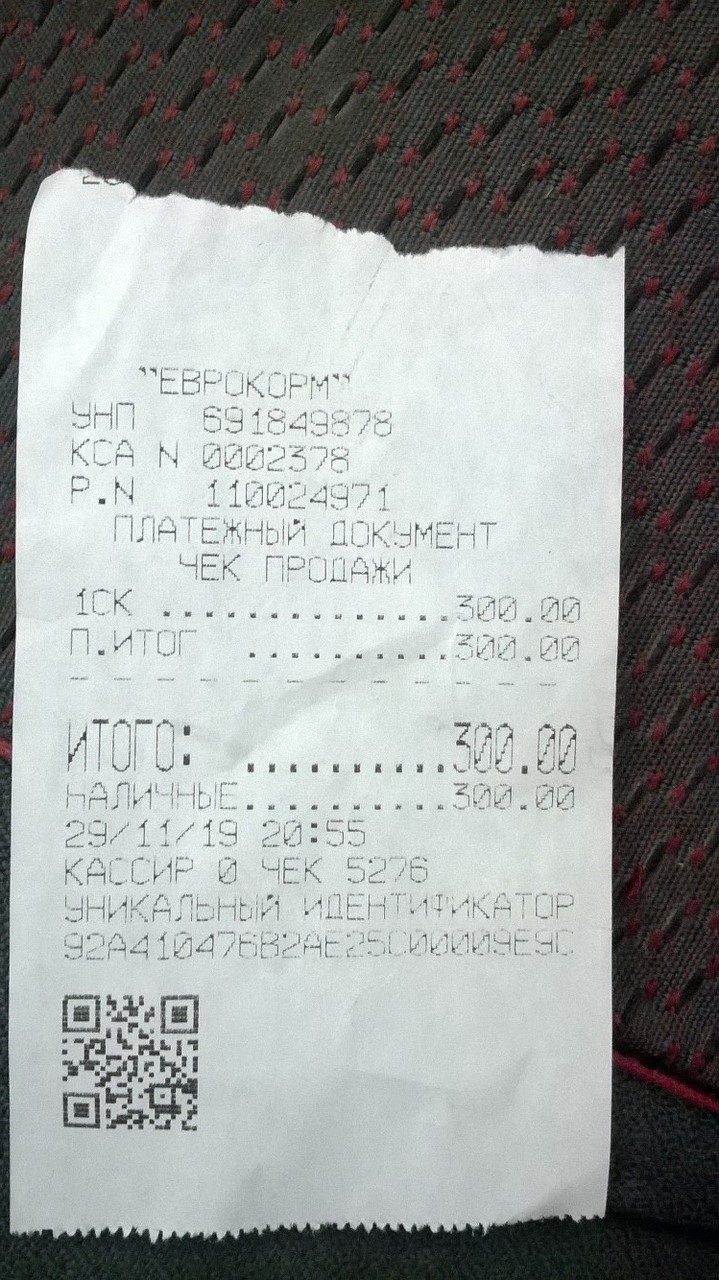 "ЕВРОКОРМ"
УНП 691849878
КСА N 0002378
Р.N 110024971
ПЛАТЕЖНЫЙ ДОКУМЕНТ
ЧЕК ПРОДАЖИ
1СК ..............300.00
П.ИТОГ ..........300.00
- - - - - - - - - - - -
ИТОГО: ..........300.00
НАЛИЧНЫЕ..........300.00
29/11/19 20:55
КАССИР 0 ЧЕК 5276
УНИКАЛЬНЫЙ ИДЕНТИФИКАТОР
92A410476B2AE25C00009E9C